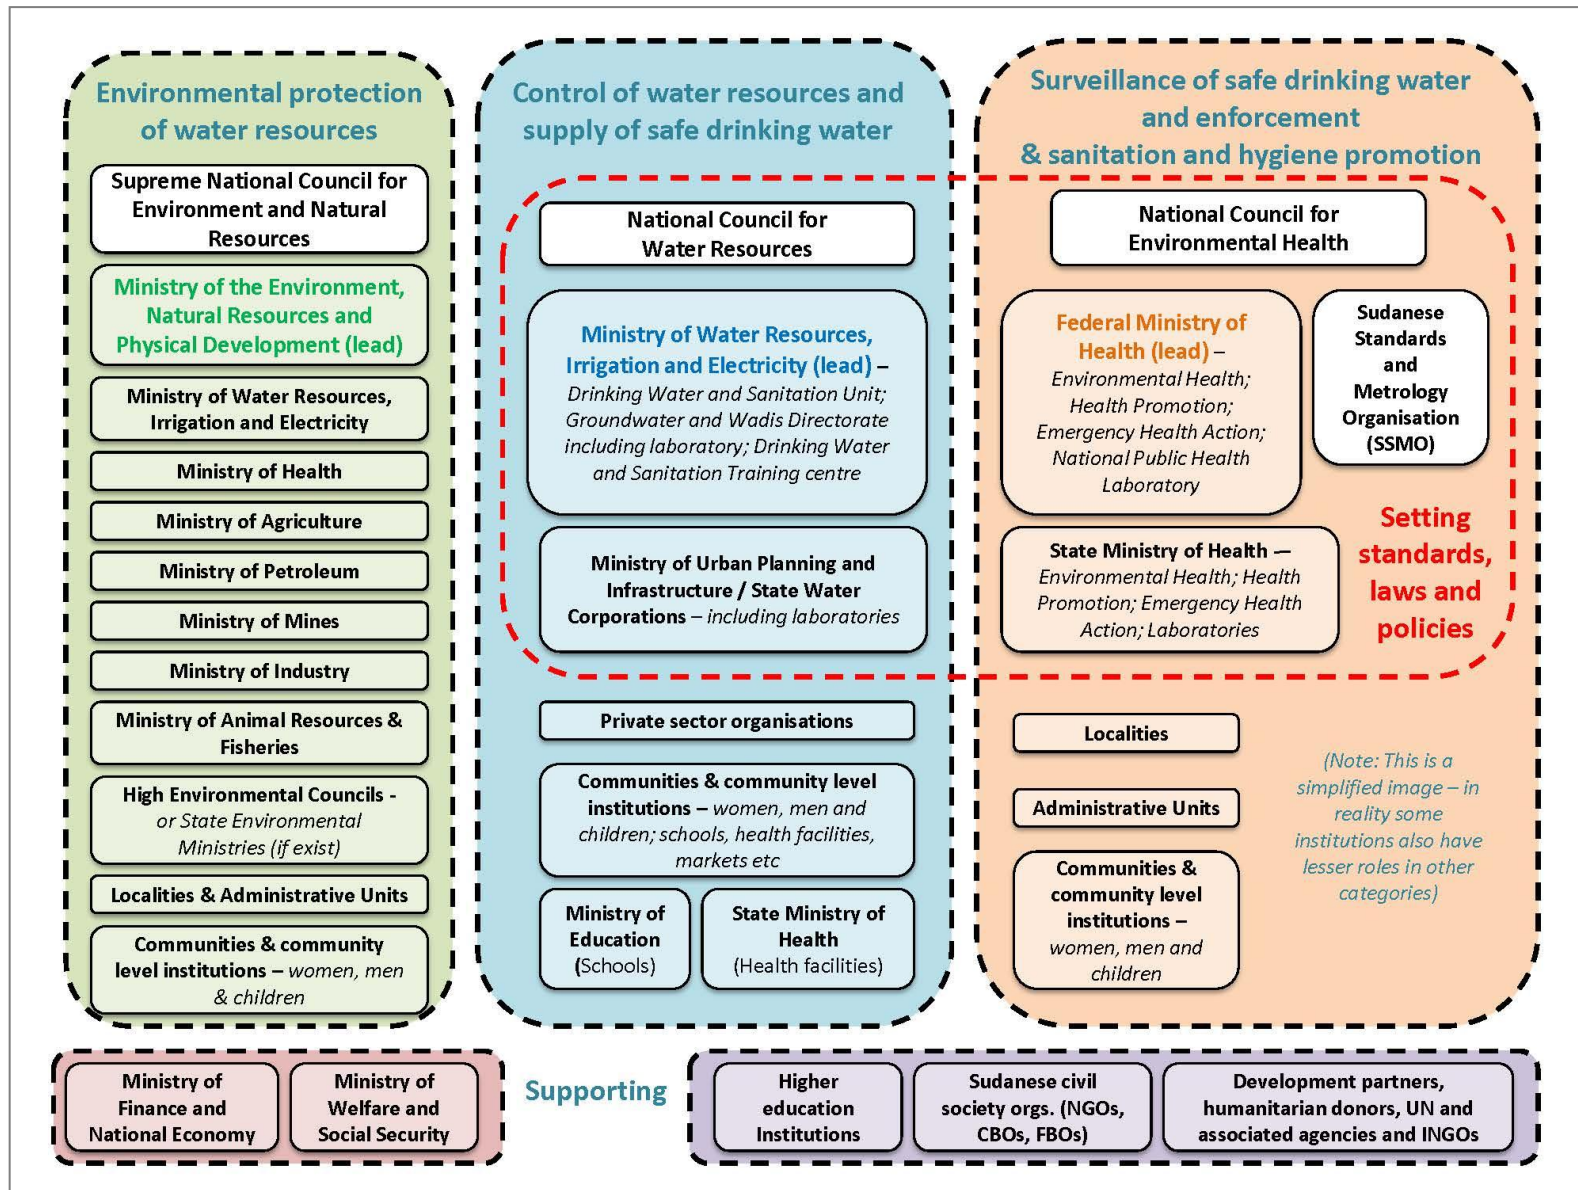 Environmental protection
of water resources
Supreme National Council for
Environment and Natural
Resources
Ministry of the Environment,
Natural Resources and
Physical Development (lead)
Ministry of Water Resources,
Irrigation and Electricity
Ministry of Health
Ministry of Agriculture
Ministry of Petroleum
Ministry of Mines
Ministry of Industry
Ministry of Animal Resources &
Fisheries
High Environmental Councils -
or State Environmental
Ministries (if exist)
Localities & Administrative Units
Communities & community
level institutions – women, men
& children
Control of water resources and
supply of safe drinking water
National Council for
Water Resources
Ministry of Water Resources,
Irrigation and Electricity (lead) –
Drinking Water and Sanitation Unit;
Groundwater and Wadis Directorate
including laboratory; Drinking Water
and Sanitation Training centre
Ministry of Urban Planning and
Infrastructure / State Water
Corporations – including laboratories
Private sector organisations
Communities & community level
institutions – women, men and
children; schools, health facilities,
markets etc
Ministry of
Education
(Schools)
State Ministry of
Health
(Health facilities)
Surveillance of safe drinking water
and enforcement
& sanitation and hygiene promotion
National Council for
Environmental Health
Federal Ministry of
Health (lead) –
Environmental Health;
Health Promotion;
Emergency Health Action;
National Public Health
Laboratory
Sudanese
Standards
and
Metrology
Organisation
(SSMO)
State Ministry of Health —
Environmental Health; Health
Promotion; Emergency Health
Action; Laboratories
Setting
standards,
laws and
policies
Localities
Administrative Units
Communities &
community level
institutions –
women, men and
children
(Note: This is a
simplified image – in
reality some
institutions also have
lesser roles in other
categories)
Ministry of
Finance and
National Economy
Ministry of
Welfare and
Social Security
Supporting
Higher
education
Institutions
Sudanese civil
society orgs. (NGOs,
CBOs, FBOs)
Development partners,
humanitarian donors, UN and
associated agencies and INGOs